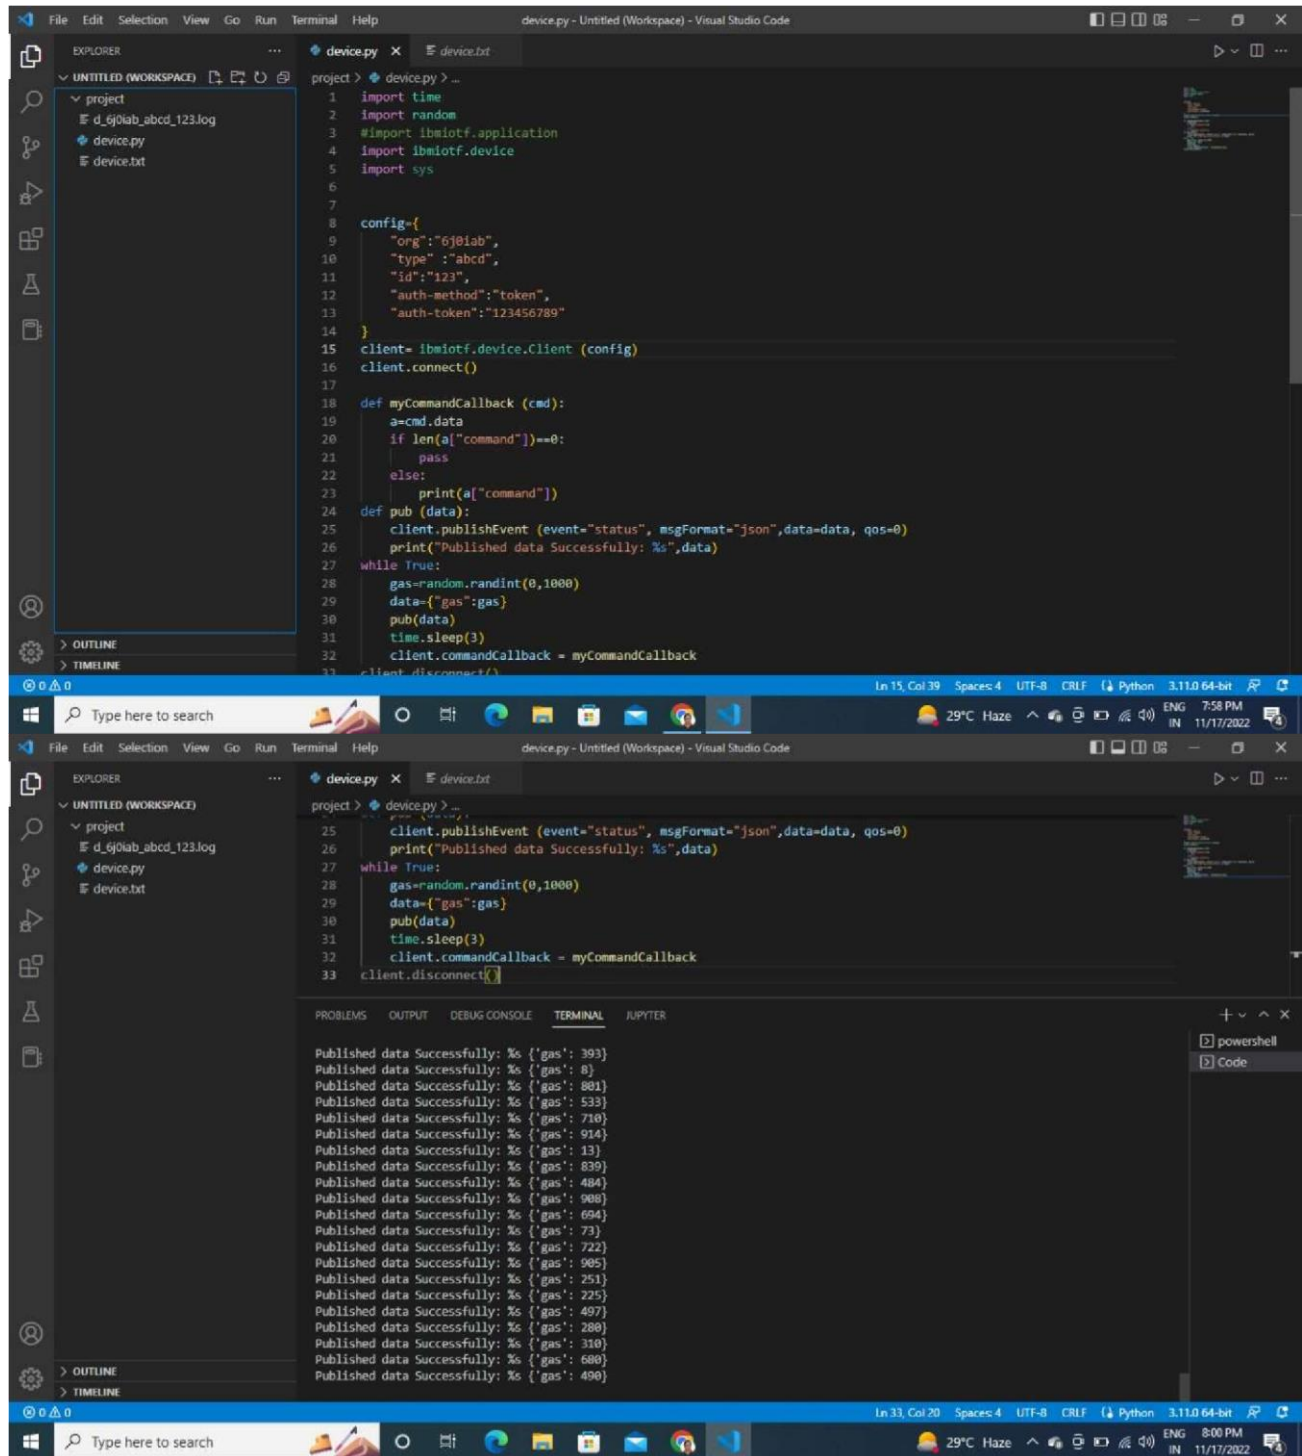 File Edit Selection View Go Run Terminal Help device.py - Untitled (Workspace) - Visual Studio Code
EXPLORER ... device.py device.txt
UNTITLED (WORKSPACE) project > device.py > ...
project
d_6j0iab_abcd_123.log
device.py
device.txt
1 import time
2 import random
3 #import ibmiotf.application
4 import ibmiotf.device
5 import sys
6
7
8 config={
9 "org":"6j0iab",
10 "type" :"abcd",
11 "id":"123",
12 "auth-method":"token",
13 "auth-token":"123456789"
14 }
15 client= ibmiotf.device.Client (config)
16 client.connect()
17
18 def myCommandCallback (cmd):
19 a=cmd.data
20 if len(a["command"])==0:
21 pass
22 else:
23 print(a["command"])
24 def pub (data):
25 client.publishEvent (event="status", msgFormat="json",data=data, qos=0)
26 print("Published data Successfully: %s",data)
27 while True:
28 gas=random.randint(0,1000)
29 data={"gas":gas}
30 pub(data)
31 time.sleep(3)
32 client.commandCallback = myCommandCallback
33 client.disconnect()
OUTLINE
TIMELINE
0 0 Ln 15, Col 39 Spaces: 4 UTF-8 CRLF Python 3.11.0 64-bit
Type here to search 29°C Haze ENG IN 7:58 PM 11/17/2022 4
File Edit Selection View Go Run Terminal Help device.py - Untitled (Workspace) - Visual Studio Code
EXPLORER ... device.py device.txt
UNTITLED (WORKSPACE) project > device.py > ...
project
d_6j0iab_abcd_123.log
device.py
device.txt
25 client.publishEvent (event="status", msgFormat="json",data=data, qos=0)
26 print("Published data Successfully: %s",data)
27 while True:
28 gas=random.randint(0,1000)
29 data={"gas":gas}
30 pub(data)
31 time.sleep(3)
32 client.commandCallback = myCommandCallback
33 client.disconnect()
PROBLEMS OUTPUT DEBUG CONSOLE TERMINAL JUPYTER
powershell
Code
Published data Successfully: %s {'gas': 393}
Published data Successfully: %s {'gas': 8}
Published data Successfully: %s {'gas': 801}
Published data Successfully: %s {'gas': 533}
Published data Successfully: %s {'gas': 710}
Published data Successfully: %s {'gas': 914}
Published data Successfully: %s {'gas': 13}
Published data Successfully: %s {'gas': 839}
Published data Successfully: %s {'gas': 484}
Published data Successfully: %s {'gas': 908}
Published data Successfully: %s {'gas': 694}
Published data Successfully: %s {'gas': 73}
Published data Successfully: %s {'gas': 722}
Published data Successfully: %s {'gas': 905}
Published data Successfully: %s {'gas': 251}
Published data Successfully: %s {'gas': 225}
Published data Successfully: %s {'gas': 497}
Published data Successfully: %s {'gas': 280}
Published data Successfully: %s {'gas': 310}
Published data Successfully: %s {'gas': 680}
Published data Successfully: %s {'gas': 490}
OUTLINE
TIMELINE
0 0 Ln 33, Col 20 Spaces: 4 UTF-8 CRLF Python 3.11.0 64-bit
Type here to search 29°C Haze ENG IN 8:00 PM 11/17/2022